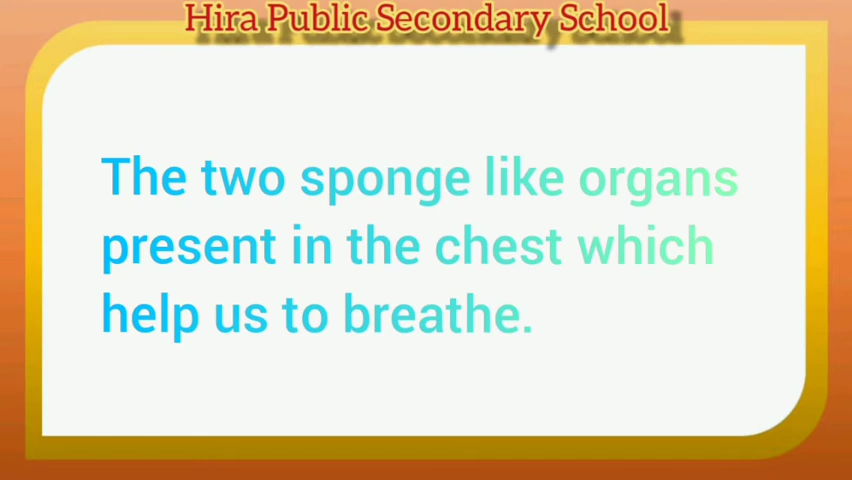 Hira Public Secondary School
The two sponge like organs
present in the chest which
help us to breathe.